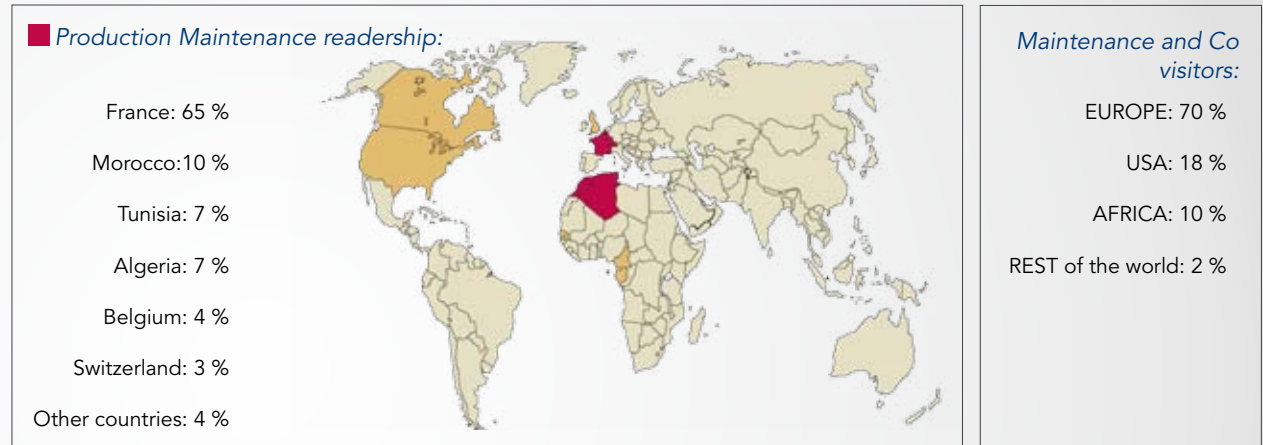 Production Maintenance readership:
France: 65 %
Morocco:10 %
Tunisia: 7 %
Algeria: 7 %
Belgium: 4 %
Switzerland: 3 %
Other countries: 4 %
Maintenance and Co
visitors:
EUROPE: 70 %
USA: 18 %
AFRICA: 10 %
REST of the world: 2 %